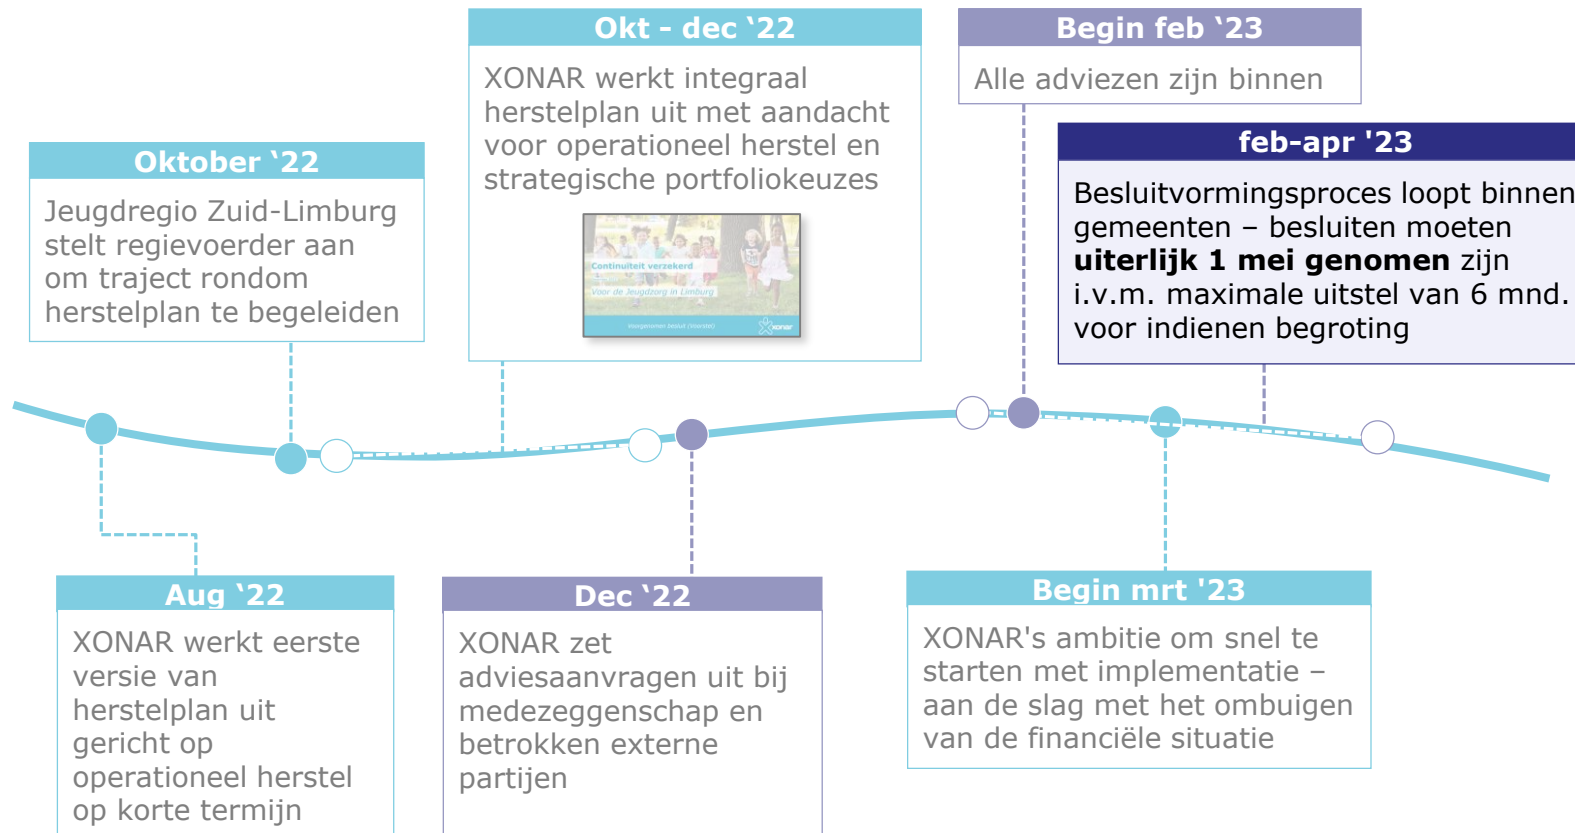 Okt - dec ‘22
XONAR werkt integraal
herstelplan uit met aandacht
voor operationeel herstel en
strategische portfoliokeuzes
Continuïteit verzekerd
Voor de Jeugdzorg in Limburg
Voorgenomen besluit (Voorstel)
xonar
Begin feb ‘23
Alle adviezen zijn binnen
Oktober ‘22
Jeugdregio Zuid-Limburg
stelt regievoerder aan
om traject rondom
herstelplan te begeleiden
feb-apr '23
Besluitvormingsproces loopt binnen
gemeenten – besluiten moeten
uiterlijk 1 mei genomen zijn
i.v.m. maximale uitstel van 6 mnd.
voor indienen begroting
Aug ‘22
XONAR werkt eerste
versie van
herstelplan uit
gericht op
operationeel herstel
op korte termijn
Dec ‘22
XONAR zet
adviesaanvragen uit bij
medezeggenschap en
betrokken externe
partijen
Begin mrt '23
XONAR's ambitie om snel te
starten met implementatie –
aan de slag met het ombuigen
van de financiële situatie